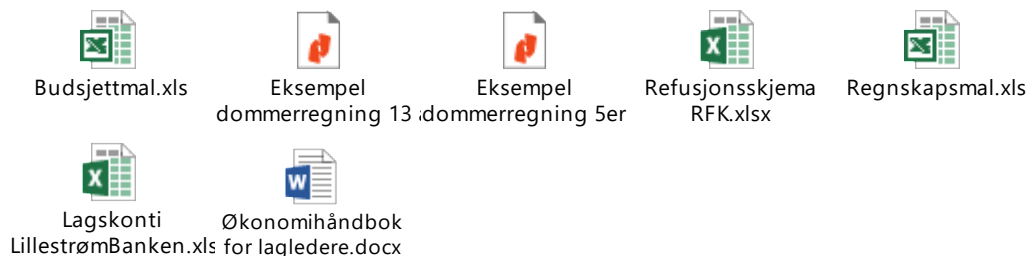 Budsjettmal.xls
Eksempel
dommerregning 13
Eksempel
dommerregning 5er
Refusjonsskjema
RFK.xlsx
Regnskapsmal.xls
Lagskonti
LillestrømBanken.xls
Økonomihåndbok
for lagledere.docx